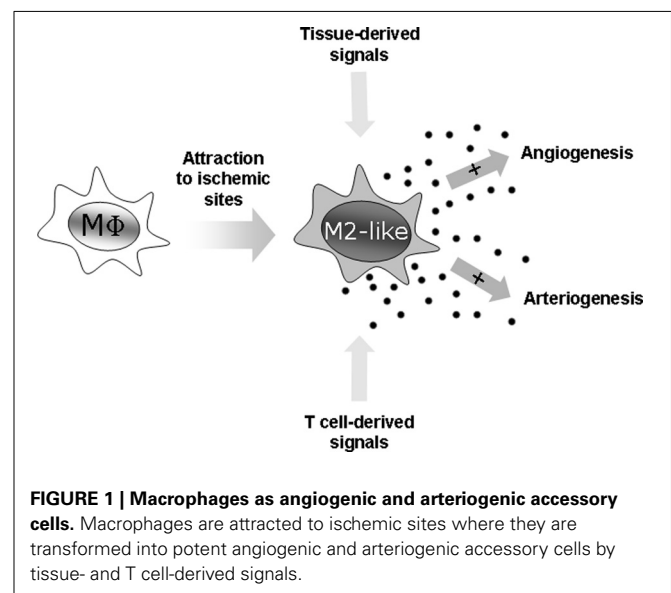 Tissue-derived
signals
Attraction
to ischemic
sites
MΦ
M2-like
+
Angiogenesis
+
Arteriogenesis
T cell-derived
signals
FIGURE 1 | Macrophages as angiogenic and arteriogenic accessory
cells. Macrophages are attracted to ischemic sites where they are
transformed into potent angiogenic and arteriogenic accessory cells by
tissue- and T cell-derived signals.